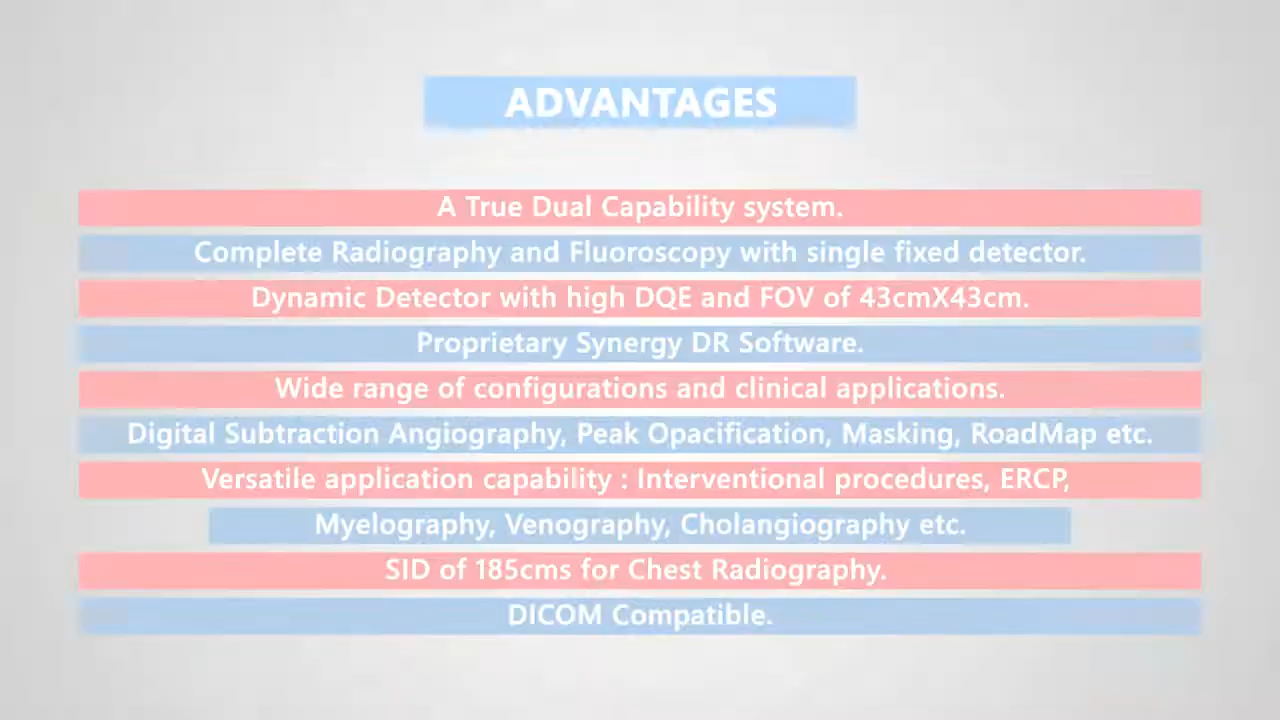 ADVANTAGES
A True Dual Capability system.
Complete Radiography and Fluoroscopy with single fixed detector.
Dynamic Detector with high DQE and FOV of 43cmX43cm.
Proprietary Synergy DR Software.
Wide range of configurations and clinical applications.
Digital Subtraction Angiography, Peak Opacification, Masking, RoadMap etc.
Versatile application capability : Interventional procedures, ERCP,
Myelography, Venography, Cholangiography etc.
SID of 185cms for Chest Radiography.
DICOM Compatible.